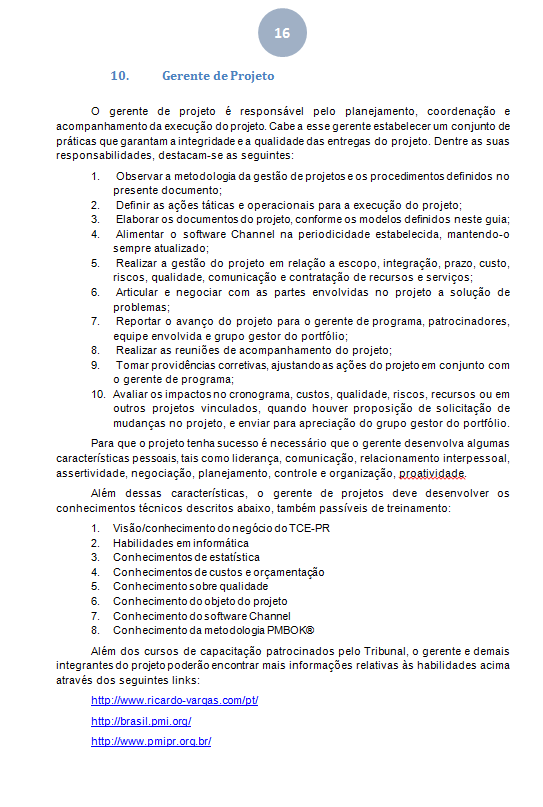 16
10. Gerente de Projeto
O gerente de projeto é responsável pelo planejamento, coordenação e
acompanhamento da execução do projeto. Cabe a esse gerente estabelecer um conjunto de
práticas que garantam a integridade e a qualidade das entregas do projeto. Dentre as suas
responsabilidades, destacam-se as seguintes:
1. Observar a metodologia da gestão de projetos e os procedimentos definidos no
presente documento;
2. Definir as ações táticas e operacionais para a execução do projeto;
3. Elaborar os documentos do projeto, conforme os modelos definidos neste guia;
4. Alimentar o software Channel na periodicidade estabelecida, mantendo-o
sempre atualizado;
5. Realizar a gestão do projeto em relação a escopo, integração, prazo, custo,
riscos, qualidade, comunicação e contratação de recursos e serviços;
6. Articular e negociar com as partes envolvidas no projeto a solução de
problemas;
7. Reportar o avanço do projeto para o gerente de programa, patrocinadores,
equipe envolvida e grupo gestor do portfólio;
8. Realizar as reuniões de acompanhamento do projeto;
9. Tomar providências corretivas, ajustando as ações do projeto em conjunto com
o gerente de programa;
10. Avaliar os impactos no cronograma, custos, qualidade, riscos, recursos ou em
outros projetos vinculados, quando houver proposição de solicitação de
mudanças no projeto, e enviar para apreciação do grupo gestor do portfólio.
Para que o projeto tenha sucesso é necessário que o gerente desenvolva algumas
características pessoais, tais como liderança, comunicação, relacionamento interpessoal,
assertividade, negociação, planejamento, controle e organização, proatividade.
Além dessas características, o gerente de projetos deve desenvolver os
conhecimentos técnicos descritos abaixo, também passíveis de treinamento:
1. Visão/conhecimento do negócio do TCE-PR
2. Habilidades em informática
3. Conhecimentos de estatística
4. Conhecimentos de custos e orçamentação
5. Conhecimento sobre qualidade
6. Conhecimento do objeto do projeto
7. Conhecimento do software Channel
8. Conhecimento da metodologia PMBOK®
Além dos cursos de capacitação patrocinados pelo Tribunal, o gerente e demais
integrantes do projeto poderão encontrar mais informações relativas às habilidades acima
através dos seguintes links:
http://www.ricardo-vargas.com/pt/
http://brasil.pmi.org/
http://www.pmipr.org.br/